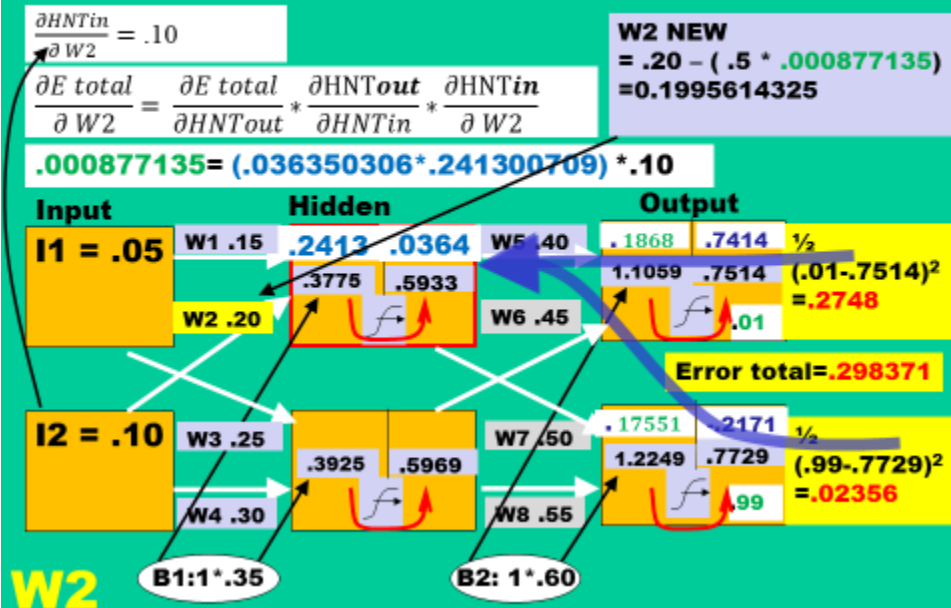 ∂HNTin/∂ W2 = .10
∂E total/∂ W2 = ∂E total/∂HNTout * ∂HNTout/∂HNTin * ∂HNTin/∂ W2
.000877135= (.036350306*.241300709) *.10
W2 NEW
= .20 – ( .5 * .000877135)
=0.1995614325
Input
Hidden
Output
I1 = .05
W1 .15
.2413 .0364
W5 .40
.1868 .7414
½
(.01-.7514)²
=.2748
.3775 .5933
1.1059 .7514
W2 .20
W6 .45
.01
Error total=.298371
I2 = .10
W3 .25
W7 .50
.17551 -.2171
½
(.99-.7729)²
=.02356
.3925 .5969
1.2249 .7729
W4 .30
W8 .55
.99
B1:1*.35
B2: 1*.60
W2